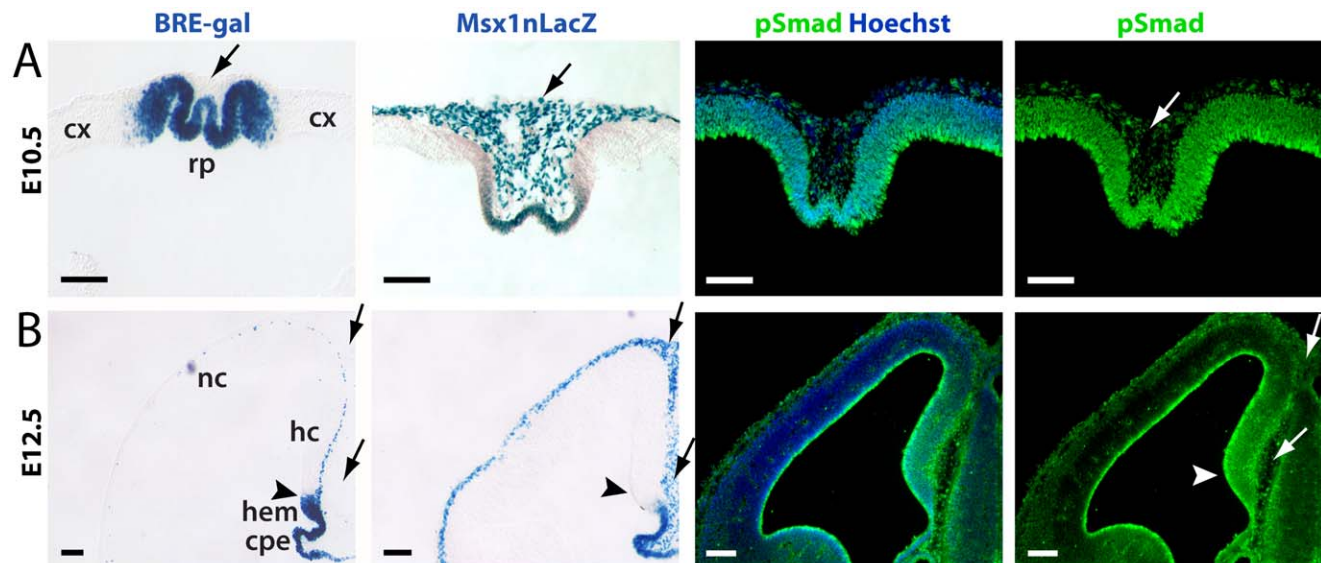 BRE-gal Msx1nLacZ pSmad Hoechst pSmad
A
E10.5
cx cx
rp
B
E12.5
nc
hc
hem
cpe